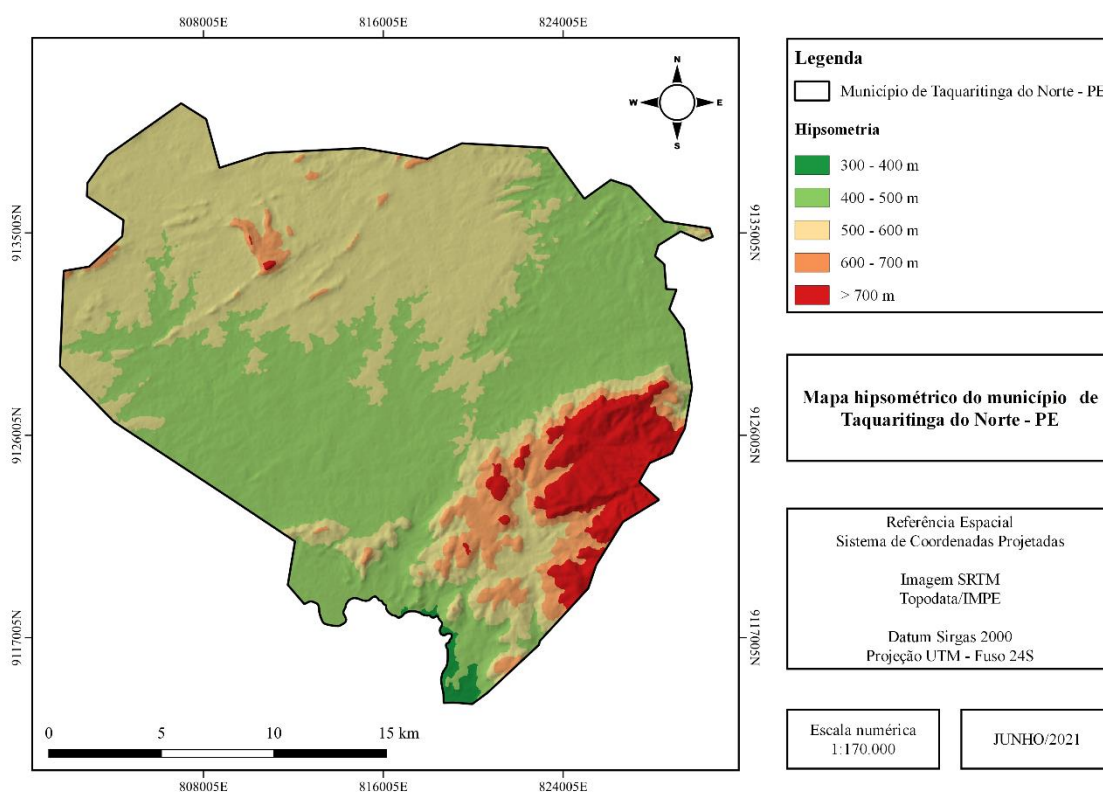 808005E
816005E
824005E
N
W
E
S
9135005N
9135005N
9126005N
9126005N
9117005N
9117005N
0
5
10
15 km
808005E
816005E
824005E
Legenda
Município de Taquaritinga do Norte - PE
Hipsometria
300 - 400 m
400 - 500 m
500 - 600 m
600 - 700 m
> 700 m
Mapa hipsométrico do município de
Taquaritinga do Norte - PE
Referência Espacial
Sistema de Coordenadas Projetadas
Imagem SRTM
Topodata/IMPE
Datum Sirgas 2000
Projeção UTM - Fuso 24S
Escala numérica
1:170.000
JUNHO/2021